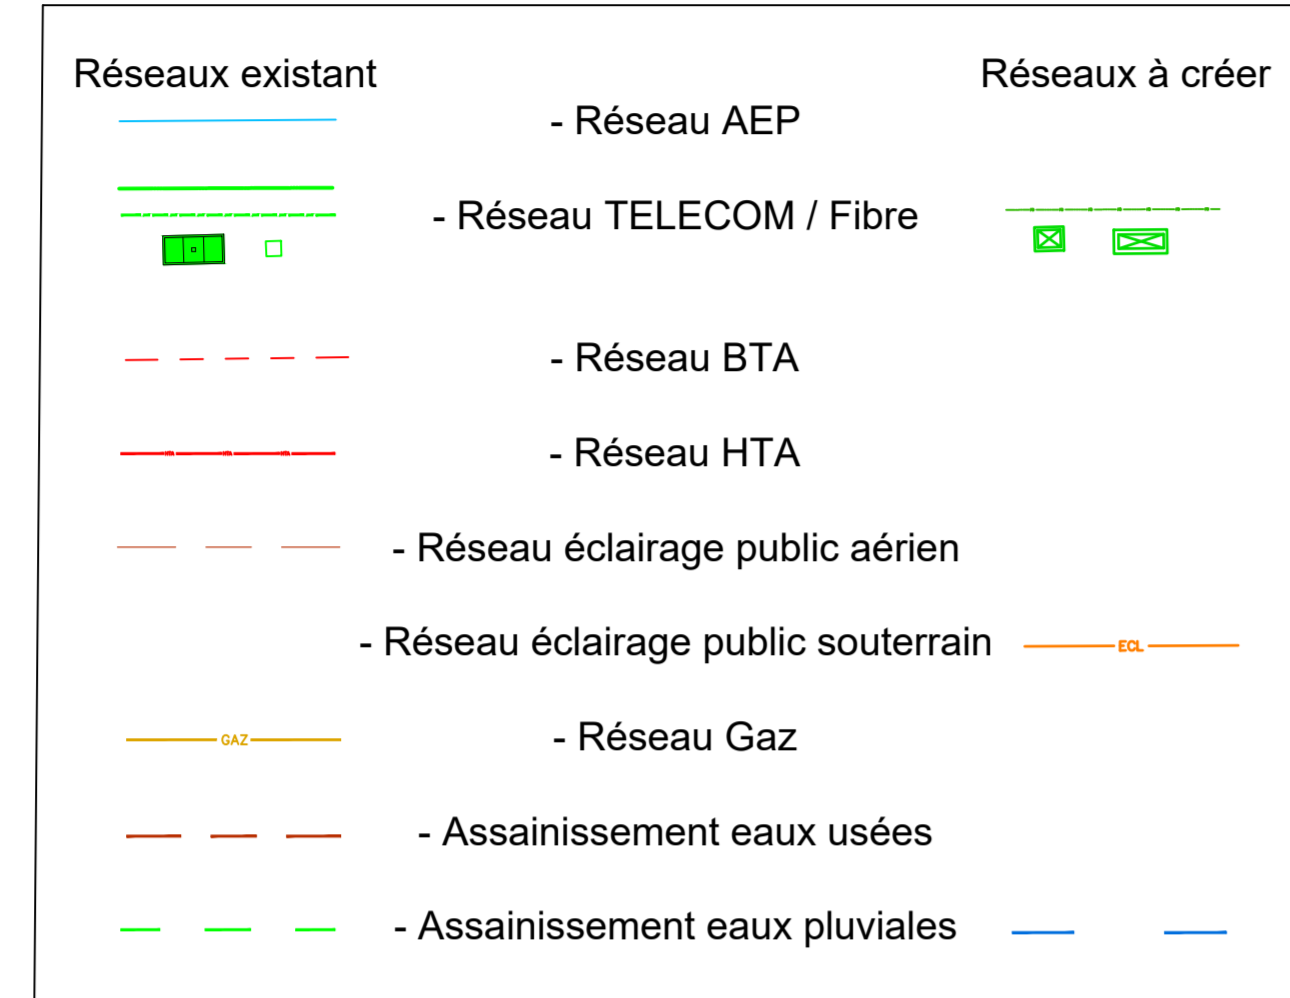 Réseaux existant
Réseaux à créer
- Réseau AEP
- Réseau TELECOM / Fibre
- Réseau BTA
- Réseau HTA
- Réseau éclairage public aérien
- Réseau éclairage public souterrain
ECL
GAZ
- Réseau Gaz
- Assainissement eaux usées
- Assainissement eaux pluviales